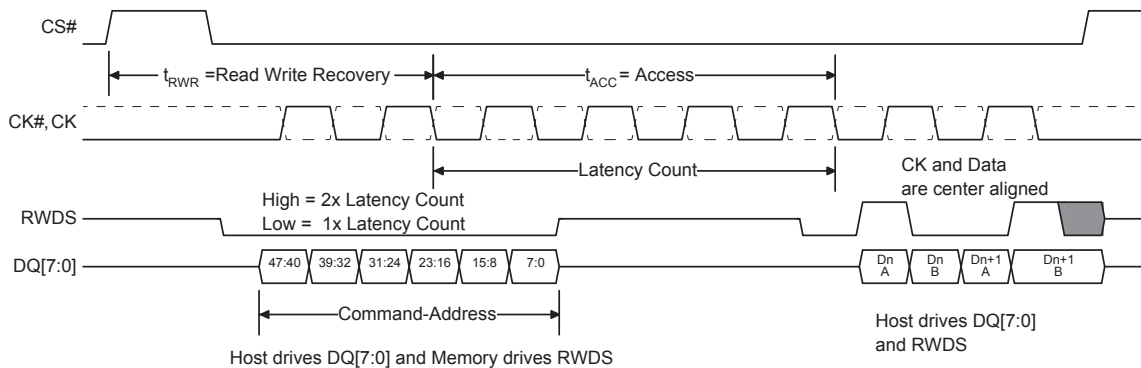 CS#
t_RWR =Read Write Recovery
t_ACC = Access
CK#, CK
Latency Count
CK and Data
are center aligned
High = 2x Latency Count
Low = 1x Latency Count
RWDS
DQ[7:0]
47:40 39:32 31:24 23:16 15:8 7:0
Dn A
Dn B
Dn+1 A
Dn+1 B
Command-Address
Host drives DQ[7:0]
and RWDS
Host drives DQ[7:0] and Memory drives RWDS